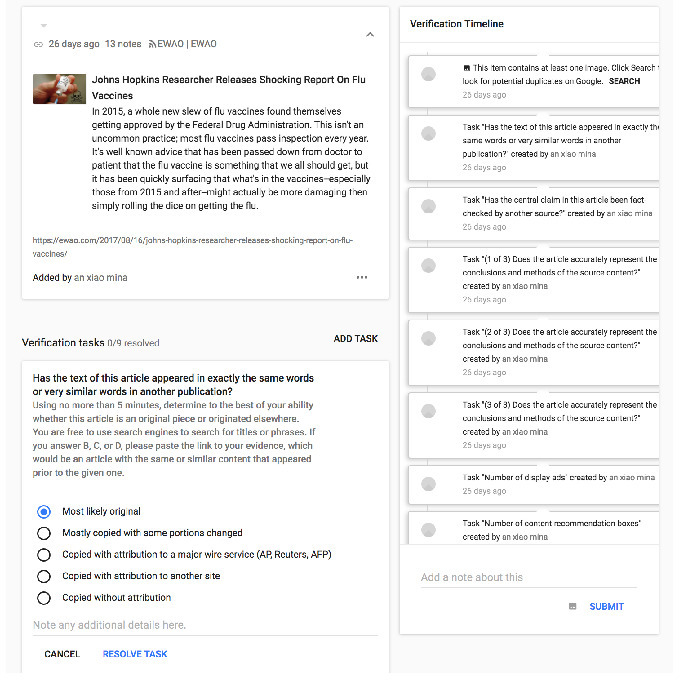 26 days ago 13 notes EWAO | EWAO
Johns Hopkins Researcher Releases Shocking Report On Flu
Vaccines
In 2015, a whole new slew of flu vaccines found themselves
getting approved by the Federal Drug Administration. This isn't an
uncommon practice; most flu vaccines pass inspection every year.
It's well known advice that has been passed down from doctor to
patient that the flu vaccine is something that we all should get, but
it has been quickly surfacing that what's in the vaccines—especially
those from 2015 and after—might actually be more damaging then
simply rolling the dice on getting the flu.
https://ewao.com/2017/08/16/johns-hopkins-researcher-releases-shocking-report-on-flu-
vaccines/
Added by an xiao mina
Verification tasks 0/9 resolved
ADD TASK
Has the text of this article appeared in exactly the same words
or very similar words in another publication?
Using no more than 5 minutes, determine to the best of your ability
whether this article is an original piece or originated elsewhere.
You are free to use search engines to search for titles or phrases. If
you answer B, C, or D, please paste the link to your evidence, which
would be an article with the same or similar content that appeared
prior to the given one.
Most likely original
Mostly copied with some portions changed
Copied with attribution to a major wire service (AP, Reuters, AFP)
Copied with attribution to another site
Copied without attribution
Note any additional details here.
CANCEL RESOLVE TASK
Verification Timeline
This item contains at least one image. Click Search t
look for potential duplicates on Google. SEARCH
26 days ago
Task "Has the text of this article appeared in exactly the
same words or very similar words in another
publication?" created by an xiao mina
26 days ago
Task "Has the central claim in this article been fact
checked by another source?" created by an xiao mina
26 days ago
Task "(1 of 3) Does the article accurately represent the
conclusions and methods of the source content?"
created by an xiao mina
26 days ago
Task "(2 of 3) Does the article accurately represent the
conclusions and methods of the source content?"
created by an xiao mina
26 days ago
Task "(3 of 3) Does the article accurately represent the
conclusions and methods of the source content?"
created by an xiao mina
26 days ago
Task "Number of display ads" created by an xiao mina
26 days ago
Task "Number of content recommendation boxes"
created by an xiao mina
Add a note about this
SUBMIT